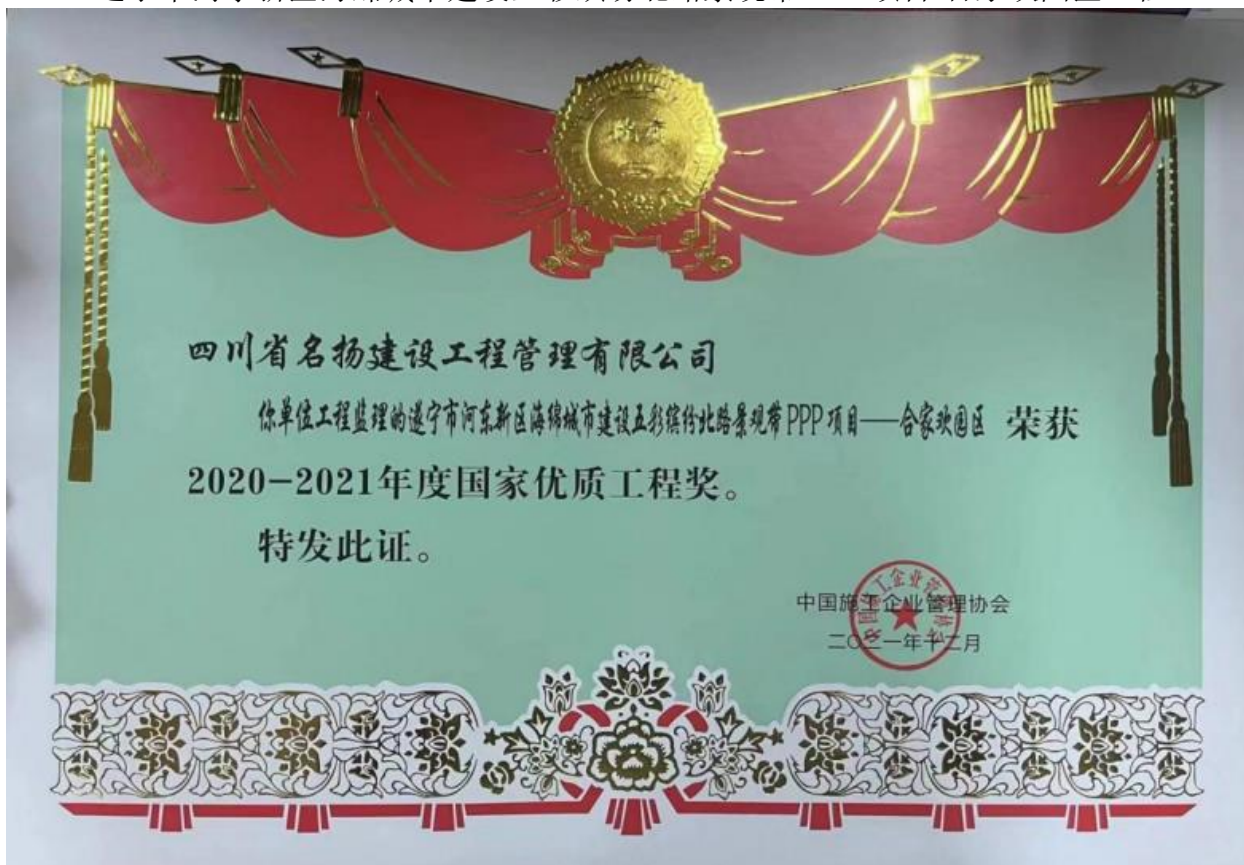 四川省名扬建设工程管理有限公司
你单位工程监理的遂宁市河东新区海绵城市建设五彩缤纷北路景观带PPP项目——合家欢园区 荣获
2020-2021年度国家优质工程奖。
特发此证。
中国施工企业管理协会
二〇二一年十二月